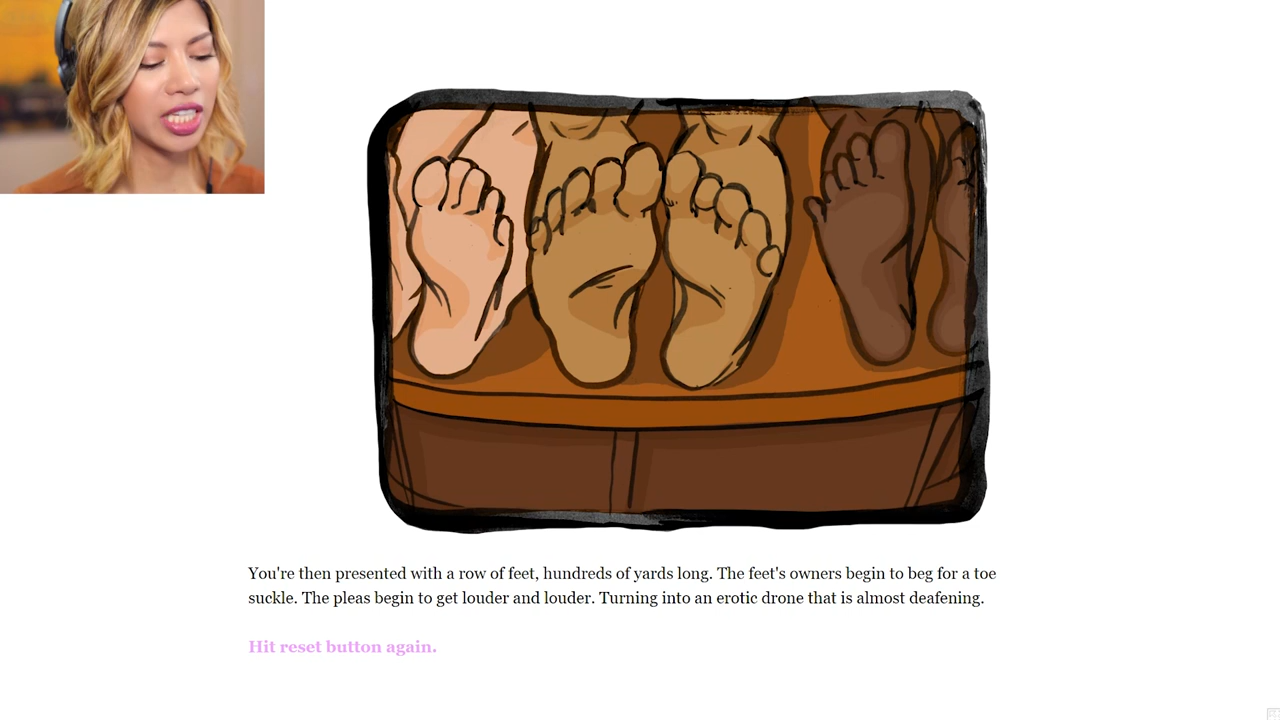 You're then presented with a row of feet, hundreds of yards long. The feet's owners begin to beg for a toe
suckle. The pleas begin to get louder and louder. Turning into an erotic drone that is almost deafening.
Hit reset button again.